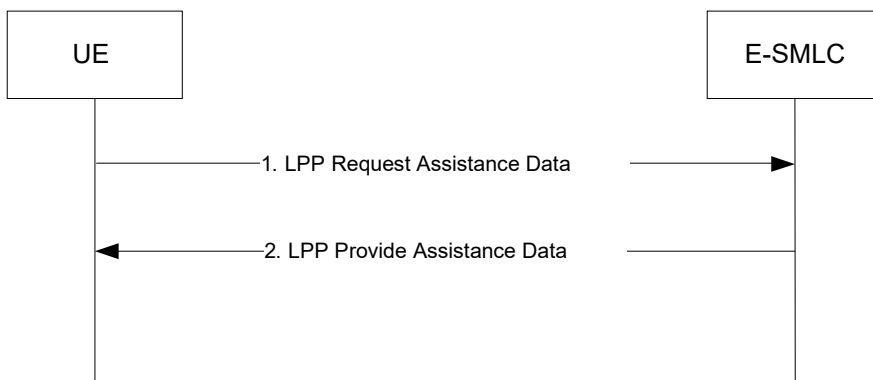 UE
E-SMLC
1. LPP Request Assistance Data
2. LPP Provide Assistance Data